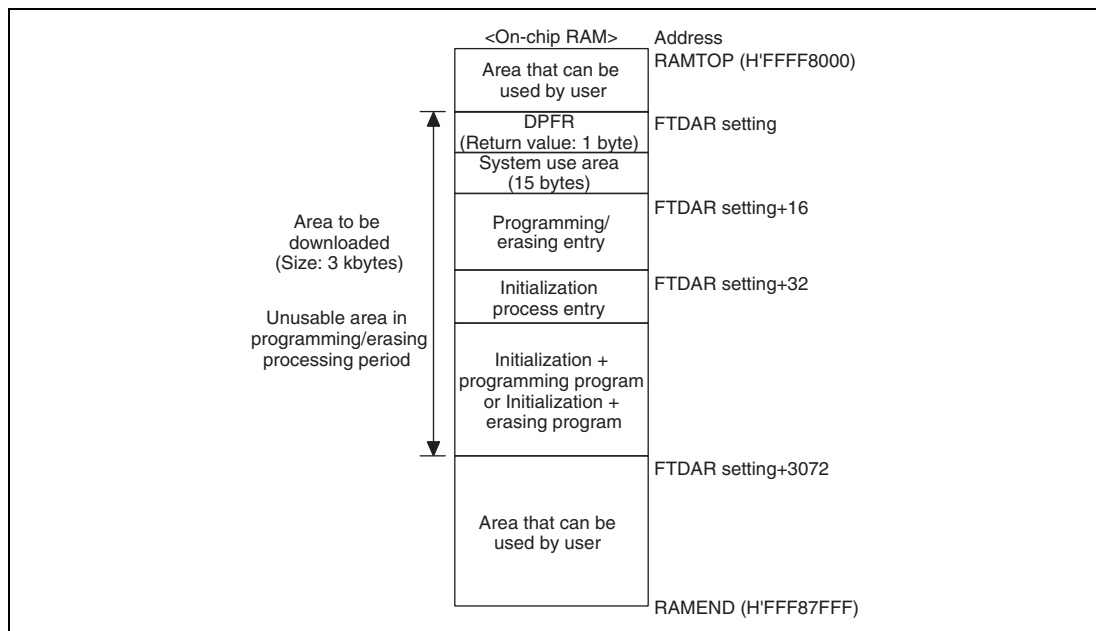 <On-chip RAM>
Address
RAMTOP (H'FFFF8000)
Area that can be
used by user
DPFR
(Return value: 1 byte)
FTDAR setting
System use area
(15 bytes)
Programming/
erasing entry
FTDAR setting+16
Initialization
process entry
FTDAR setting+32
Area to be
downloaded
(Size: 3 kbytes)
Unusable area in
programming/erasing
processing period
Initialization +
programming program
or Initialization +
erasing program
FTDAR setting+3072
Area that can be
used by user
RAMEND (H'FFF87FFF)